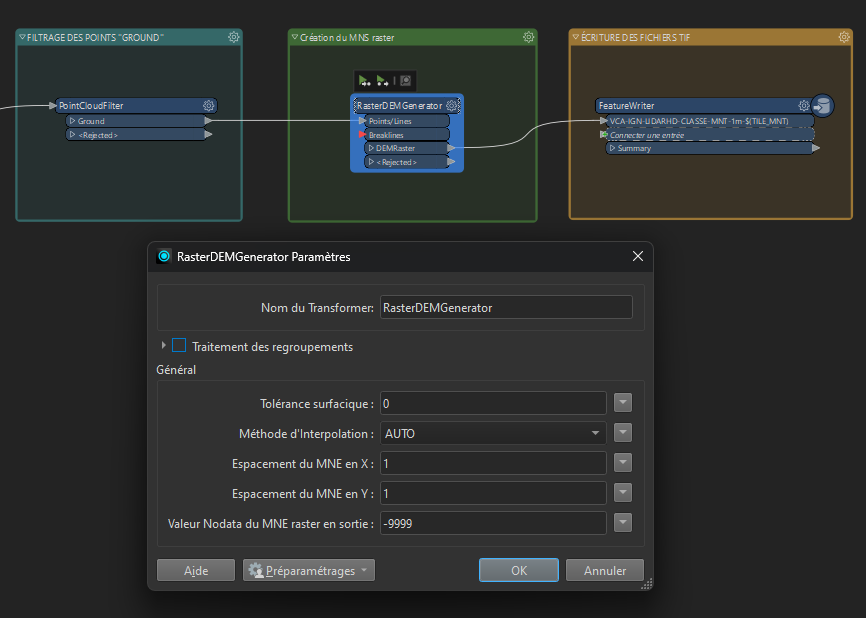 FILTRAGE DES POINTS "GROUND"
PointCloudFilter
Ground
<Rejected>
Création du MNS raster
RasterDEMGenerator
Points/Lines
Breaklines
DEMRaster
<Rejected>
ÉCRITURE DES FICHIERS TIF
FeatureWriter
VCA-IGN-LIDARHD-CLASSE-MNT-1m-$(TILE_MNT)
Connecter une entrée
Summary
RasterDEMGenerator Paramètres
Nom du Transformer: RasterDEMGenerator
Traitement des regroupements
Général
Tolérance surfacique : 0
Méthode d'Interpolation : AUTO
Espacement du MNE en X : 1
Espacement du MNE en Y : 1
Valeur Nodata du MNE raster en sortie : -9999
Aide Préparamétrages OK Annuler